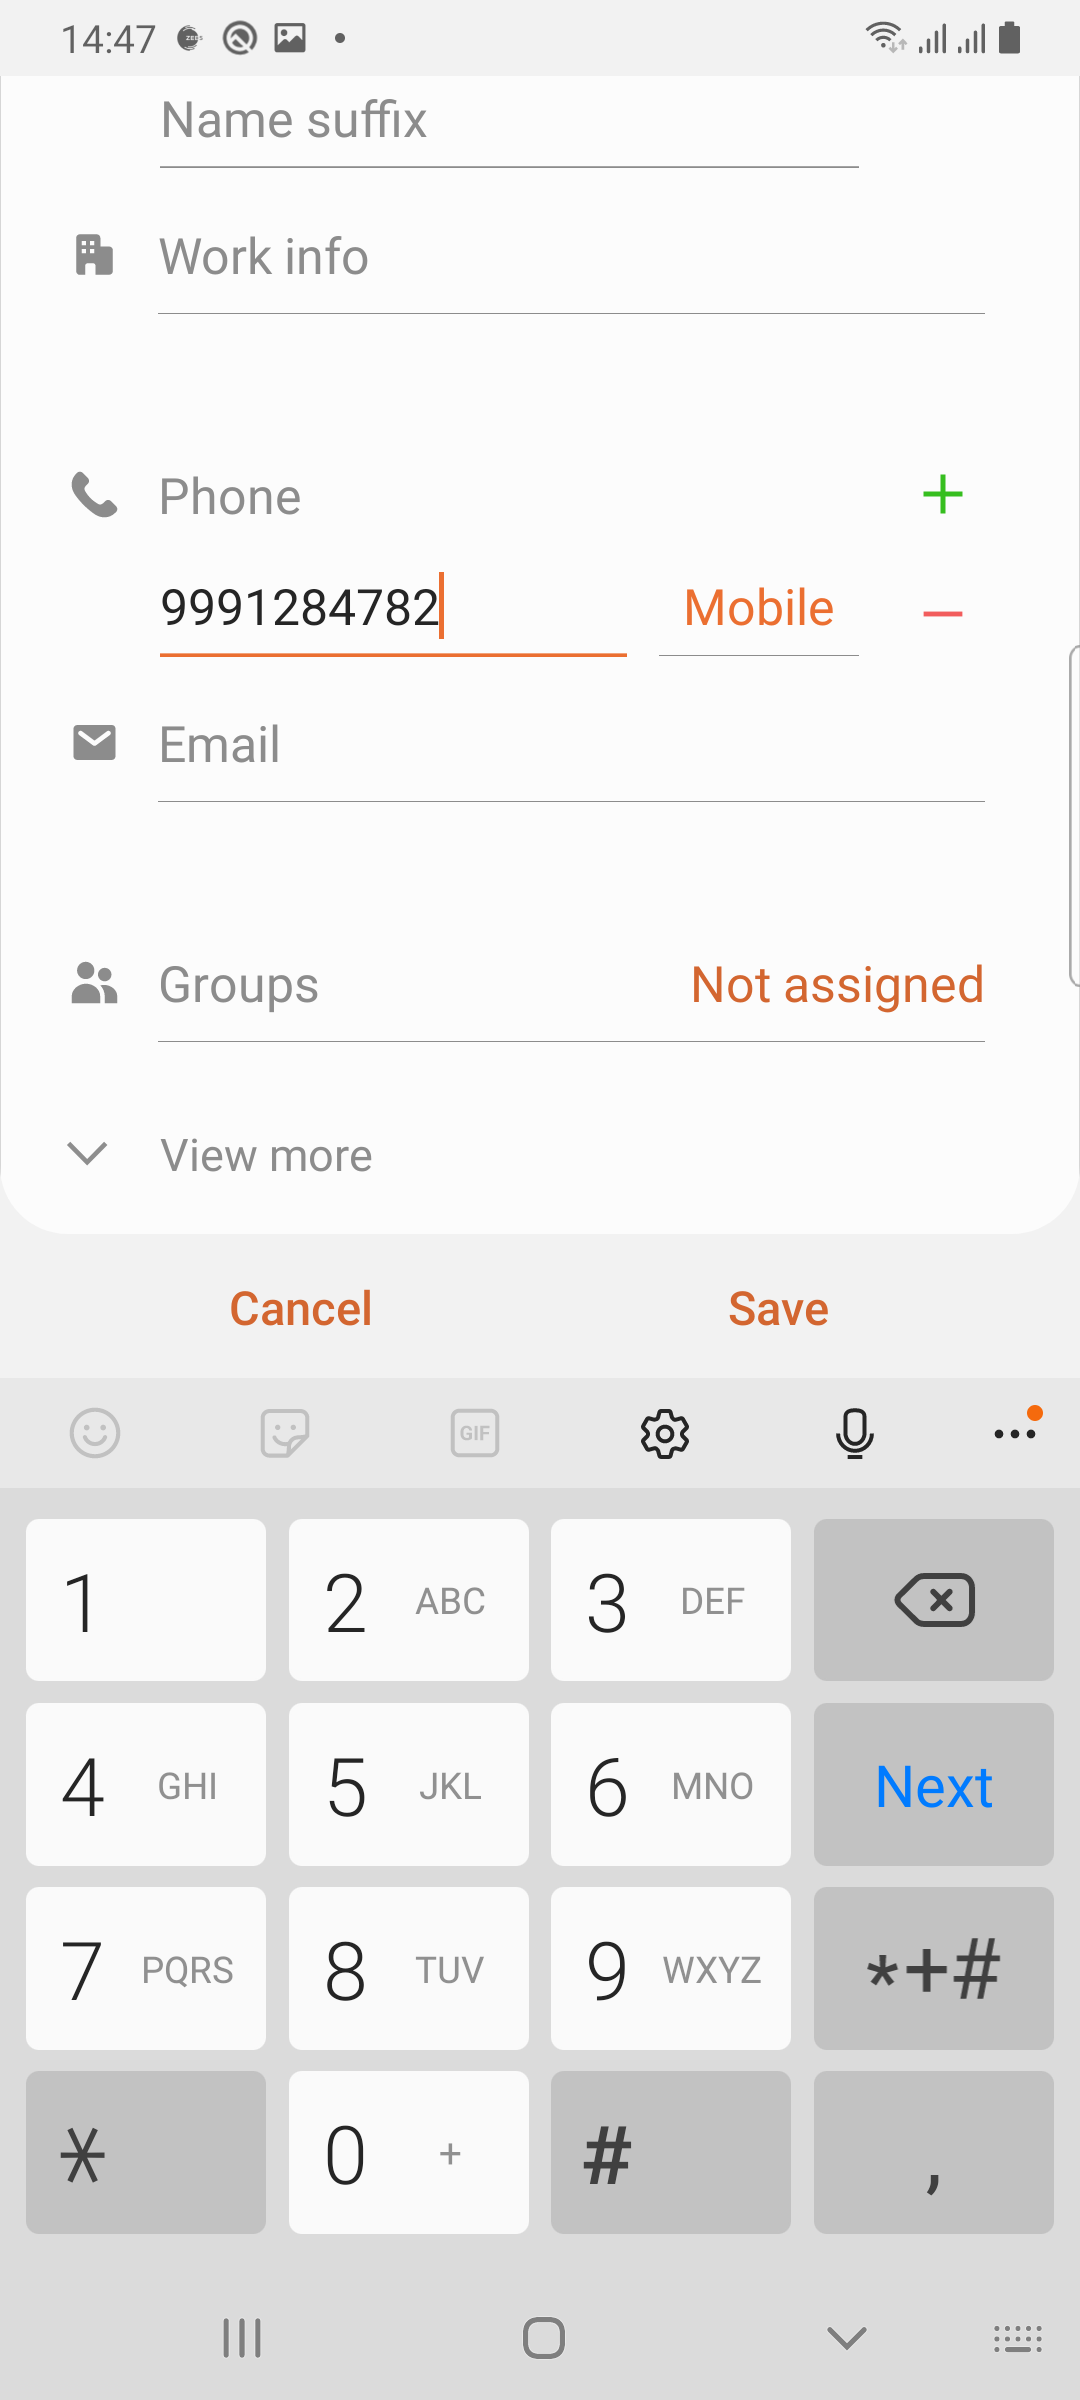 14:47
Name suffix
Work info
Phone
9991284782 Mobile
Email
Groups Not assigned
View more
Cancel Save
GIF
1 2 ABC 3 DEF
4 GHI 5 JKL 6 MNO Next
7 PQRS 8 TUV 9 WXYZ *+#
* 0 + # ,